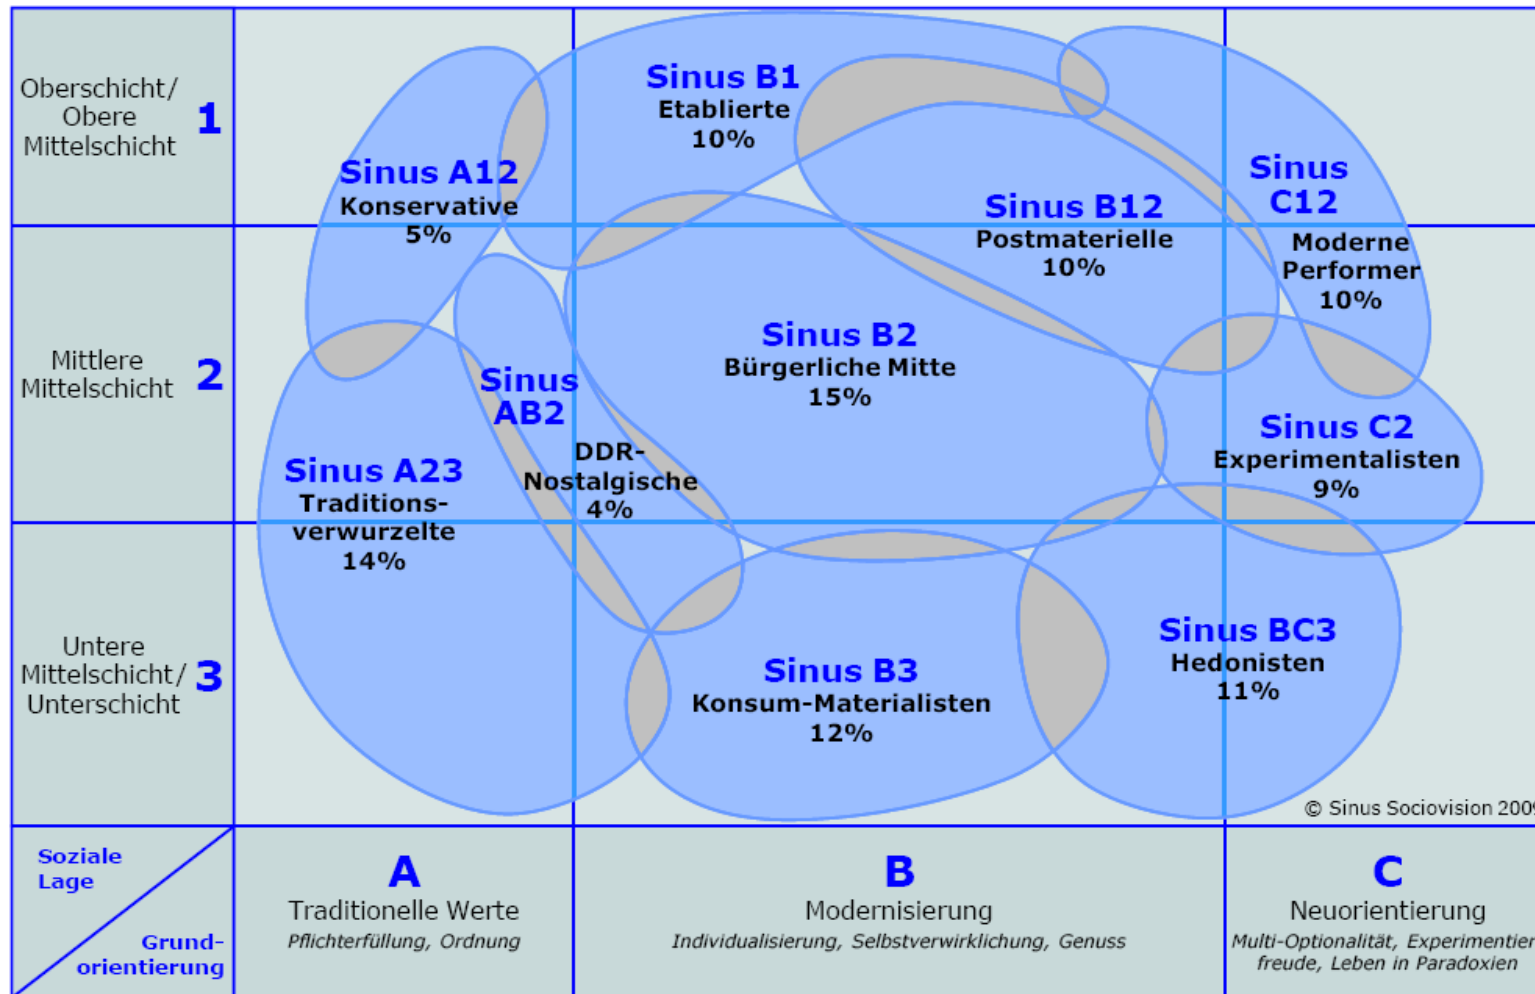 Oberschicht/
Obere
Mittelschicht
1
Sinus A12
Konservative
5%
Sinus B1
Etablierte
10%
Sinus B12
Postmaterielle
10%
Sinus
C12
Moderne
Performer
10%
Mittlere
Mittelschicht
2
Sinus
AB2
DDR-
Nostalgische
4%
Sinus B2
Bürgerliche Mitte
15%
Sinus C2
Experimentalisten
9%
Sinus A23
Traditions-
verwurzelte
14%
Untere
Mittelschicht/
Unterschicht
3
Sinus B3
Konsum-Materialisten
12%
Sinus BC3
Hedonisten
11%
© Sinus Sociovision 2009
Soziale
Lage
Grund-
orientierung
A
Traditionelle Werte
Pflichterfüllung, Ordnung
B
Modernisierung
Individualisierung, Selbstverwirklichung, Genuss
C
Neuorientierung
Multi-Optionalität, Experimentier-
freude, Leben in Paradoxien